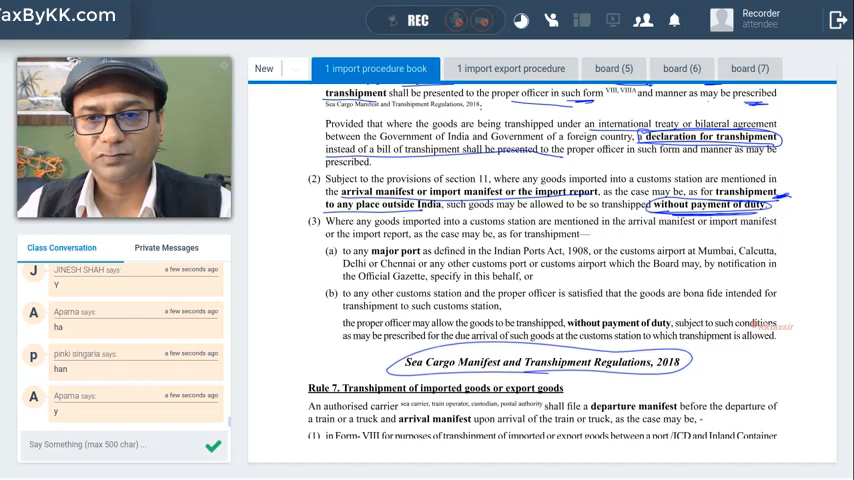 TaxByKK.com
REC
Recorder
attendee
New
1 import procedure book
1 import export procedure
board (5)
board (6)
board (7)
transhipment shall be presented to the proper officer in such form VIII, VIIIA and manner as may be prescribed
Sea Cargo Manifest and Transhipment Regulations, 2018.
Provided that where the goods are being transhipped under an international treaty or bilateral agreement
between the Government of India and Government of a foreign country, a declaration for transhipment
instead of a bill of transhipment shall be presented to the proper officer in such form and manner as may be
prescribed.
(2) Subject to the provisions of section 11, where any goods imported into a customs station are mentioned in
the arrival manifest or import manifest or the import report, as the case may be, as for transhipment
to any place outside India, such goods may be allowed to be so transhipped without payment of duty.
(3) Where any goods imported into a customs station are mentioned in the arrival manifest or import manifest
or the import report, as the case may be, as for transhipment—
(a) to any major port as defined in the Indian Ports Act, 1908, or the customs airport at Mumbai, Calcutta,
Delhi or Chennai or any other customs port or customs airport which the Board may, by notification in
the Official Gazette, specify in this behalf, or
(b) to any other customs station and the proper officer is satisfied that the goods are bona fide intended for
transhipment to such customs station,
the proper officer may allow the goods to be transhipped, without payment of duty, subject to such conditions
as may be prescribed for the due arrival of such goods at the customs station to which transhipment is allowed.
Sea Cargo Manifest and Transhipment Regulations, 2018
Rule 7. Transhipment of imported goods or export goods
An authorised carrier sea carrier, train operator, custodian, postal authority shall file a departure manifest before the departure of
a train or a truck and arrival manifest upon arrival of the train or truck, as the case may be, -
(1) in Form- VIII for purposes of transhipment of imported or export goods between a port /ICD and Inland Container
Class Conversation
Private Messages
J
JINESH SHAH says:
a few seconds ago
Y
A
Aparna says:
a few seconds ago
ha
p
pinki singaria says:
a few seconds ago
han
A
Aparna says:
a few seconds ago
y
Say Something (max 500 char) ...